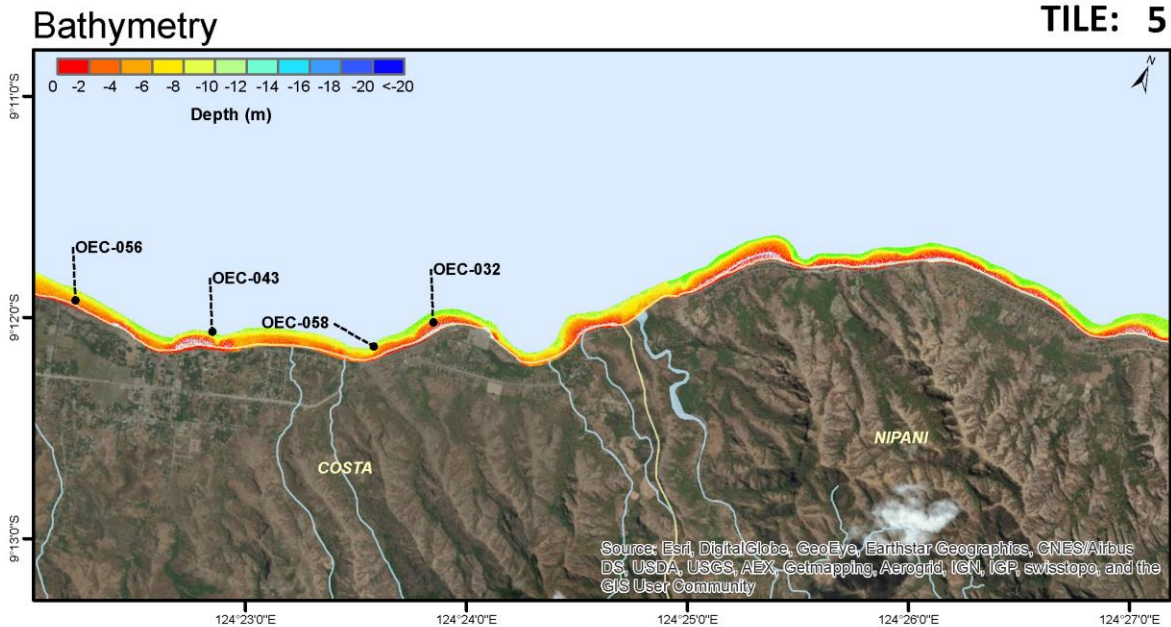 Bathymetry
TILE: 5
N
0 -2 -4 -6 -8 -10 -12 -14 -16 -18 -20 <-20
Depth (m)
9°11'0"S
9°12'0"S
9°13'0"S
OEC-056
OEC-043
OEC-058
OEC-032
COSTA
NIPANI
Source: Esri, DigitalGlobe, GeoEye, Earthstar Geographics, CNES/Airbus
DS, USDA, USGS, AEX, Getmapping, Aerogrid, IGN, IGP, swisstopo, and the
GIS User Community
124°23'0"E 124°24'0"E 124°25'0"E 124°26'0"E 124°27'0"E